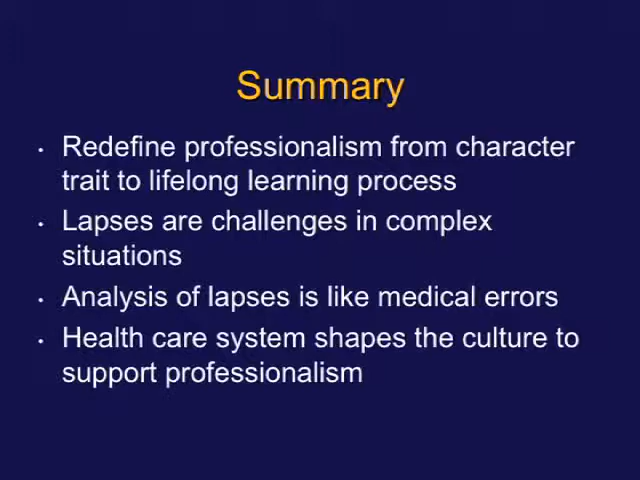 Summary
• Redefine professionalism from character
trait to lifelong learning process
• Lapses are challenges in complex
situations
• Analysis of lapses is like medical errors
• Health care system shapes the culture to
support professionalism